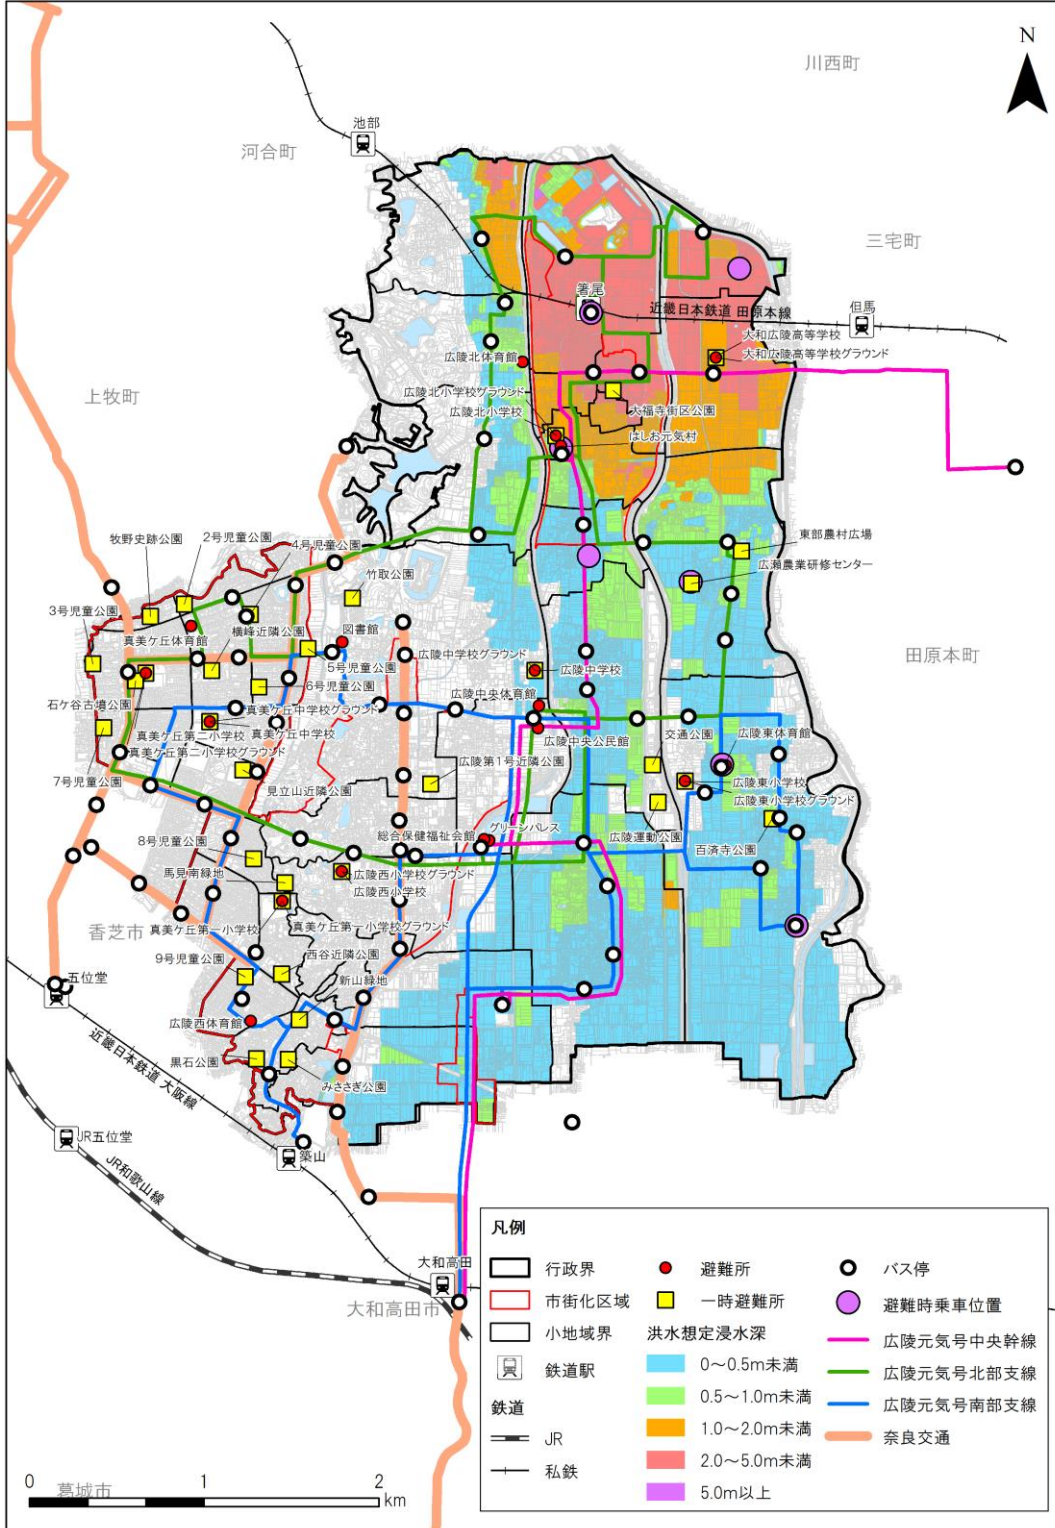 N
川西町
池部
河合町
三宅町
箸尾
近畿日本鉄道 田原本線
但馬
大和広陵高等学校
広陵北体育館
大和広陵高等学校グラウンド
上牧町
広陵北小学校グラウンド
広陵北小学校
大福寺街区公園
はしお元気村
牧野史跡公園
2号児童公園
4号児童公園
東部農村広場
竹取公園
広瀬農業研修センター
3号児童公園
横峰近隣公園
図書館
真美ケ丘体育館
広陵中学校グラウンド
田原本町
5号児童公園
広陵中学校
6号児童公園
広陵中央体育館
石ケ谷古墳公園
真美ケ丘中学校グラウンド
真美ケ丘第二小学校
真美ケ丘中学校
交通公園
広陵東体育館
広陵中央公民館
真美ケ丘第二小学校グラウンド
広陵第1号近隣公園
広陵東小学校
7号児童公園
見立山近隣公園
広陵東小学校グラウンド
グリーンパレス
総合保健福祉会館
広陵運動公園
百済寺公園
8号児童公園
馬見南緑地
広陵西小学校グラウンド
広陵西小学校
香芝市
真美ケ丘第一小学校
真美ケ丘第一小学校グラウンド
9号児童公園
西谷近隣公園
五位堂
新山緑地
広陵西体育館
近畿日本鉄道 大阪線
黒石公園
みささぎ公園
JR五位堂
築山
JR和歌山線
大和高田
大和高田市
凡例
行政界
避難所
バス停
市街化区域
一時避難所
避難時乗車位置
小地域界
洪水想定浸水深
広陵元気号中央幹線
鉄道駅
0～0.5m未満
広陵元気号北部支線
0.5～1.0m未満
広陵元気号南部支線
鉄道
1.0～2.0m未満
奈良交通
JR
2.0～5.0m未満
私鉄
5.0m以上
0 1 2
km
葛城市